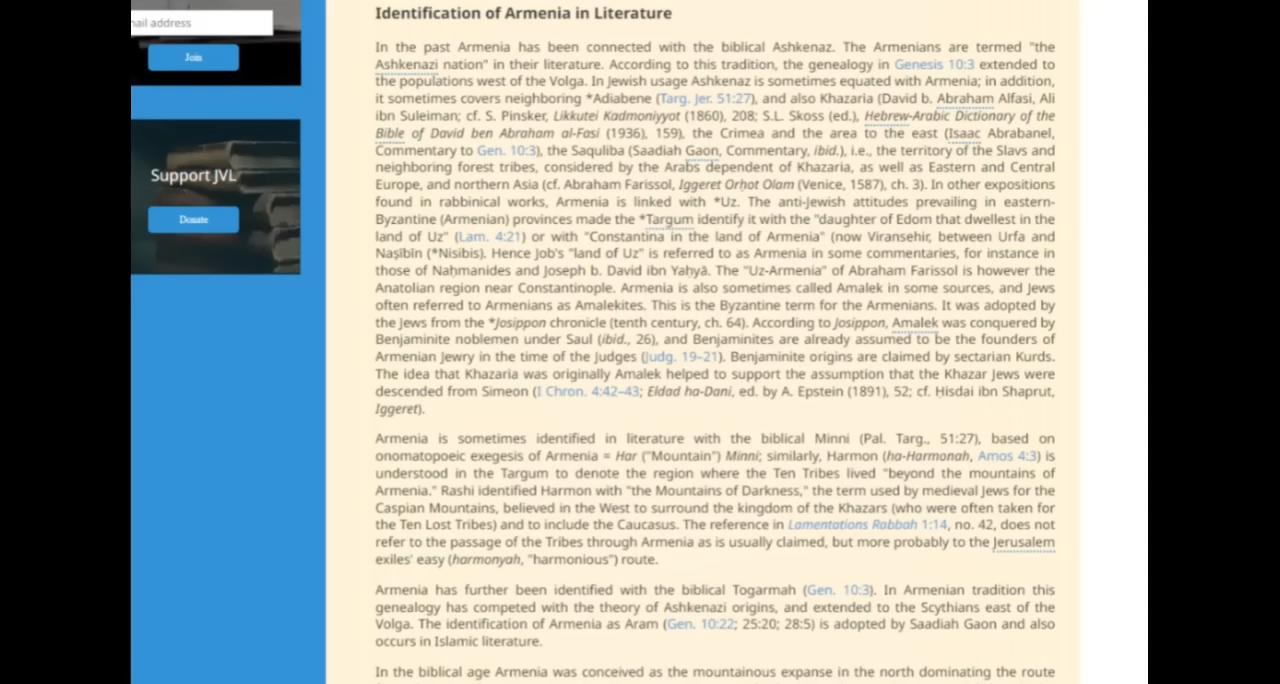 ail address
Join
Support JVL
Donate
Identification of Armenia in Literature
In the past Armenia has been connected with the biblical Ashkenaz. The Armenians are termed "the
Ashkenazi nation" in their literature. According to this tradition, the genealogy in Genesis 10:3 extended to
the populations west of the Volga. In Jewish usage Ashkenaz is sometimes equated with Armenia; in addition,
it sometimes covers neighboring *Adiabene (Targ. Jer. 51:27), and also Khazaria (David b. Abraham Alfasi, Ali
ibn Suleiman; cf. S. Pinsker, Likkutei Kadmoniyyot (1860), 208; S.L. Skoss (ed.), Hebrew-Arabic Dictionary of the
Bible of David ben Abraham al-Fasi (1936), 159), the Crimea and the area to the east (Isaac Abrabanel,
Commentary to Gen. 10:3), the Saquliba (Saadiah Gaon, Commentary, ibid.), i.e., the territory of the Slavs and
neighboring forest tribes, considered by the Arabs dependent of Khazaria, as well as Eastern and Central
Europe, and northern Asia (cf. Abraham Farissol, Iggeret Orḥot Olam (Venice, 1587), ch. 3). In other expositions
found in rabbinical works, Armenia is linked with *Uz. The anti-Jewish attitudes prevailing in eastern-
Byzantine (Armenian) provinces made the *Targum identify it with the "daughter of Edom that dwellest in the
land of Uz" (Lam. 4:21) or with "Constantina in the land of Armenia" (now Viransehir, between Urfa and
Naṣībīn (*Nisibis). Hence Job's "land of Uz" is referred to as Armenia in some commentaries, for instance in
those of Naḥmanides and Joseph b. David ibn Yaḥyā. The "Uz-Armenia" of Abraham Farissol is however the
Anatolian region near Constantinople. Armenia is also sometimes called Amalek in some sources, and Jews
often referred to Armenians as Amalekites. This is the Byzantine term for the Armenians. It was adopted by
the Jews from the *Josippon chronicle (tenth century, ch. 64). According to Josippon, Amalek was conquered by
Benjaminite noblemen under Saul (ibid., 26), and Benjaminites are already assumed to be the founders of
Armenian Jewry in the time of the Judges (Judg. 19–21). Benjaminite origins are claimed by sectarian Kurds.
The idea that Khazaria was originally Amalek helped to support the assumption that the Khazar Jews were
descended from Simeon (I Chron. 4:42–43; Eldad ha-Dani, ed. by A. Epstein (1891), 52; cf. Ḥisdai ibn Shaprut,
Iggeret).
Armenia is sometimes identified in literature with the biblical Minni (Pal. Targ., 51:27), based on
onomatopoeic exegesis of Armenia = Har ("Mountain") Minni; similarly, Harmon (ha-Harmonah, Amos 4:3) is
understood in the Targum to denote the region where the Ten Tribes lived "beyond the mountains of
Armenia." Rashi identified Harmon with "the Mountains of Darkness," the term used by medieval Jews for the
Caspian Mountains, believed in the West to surround the kingdom of the Khazars (who were often taken for
the Ten Lost Tribes) and to include the Caucasus. The reference in Lamentations Rabbah 1:14, no. 42, does not
refer to the passage of the Tribes through Armenia as is usually claimed, but more probably to the Jerusalem
exiles' easy (harmonyah, "harmonious") route.
Armenia has further been identified with the biblical Togarmah (Gen. 10:3). In Armenian tradition this
genealogy has competed with the theory of Ashkenazi origins, and extended to the Scythians east of the
Volga. The identification of Armenia as Aram (Gen. 10:22; 25:20; 28:5) is adopted by Saadiah Gaon and also
occurs in Islamic literature.
In the biblical age Armenia was conceived as the mountainous expanse in the north dominating the route